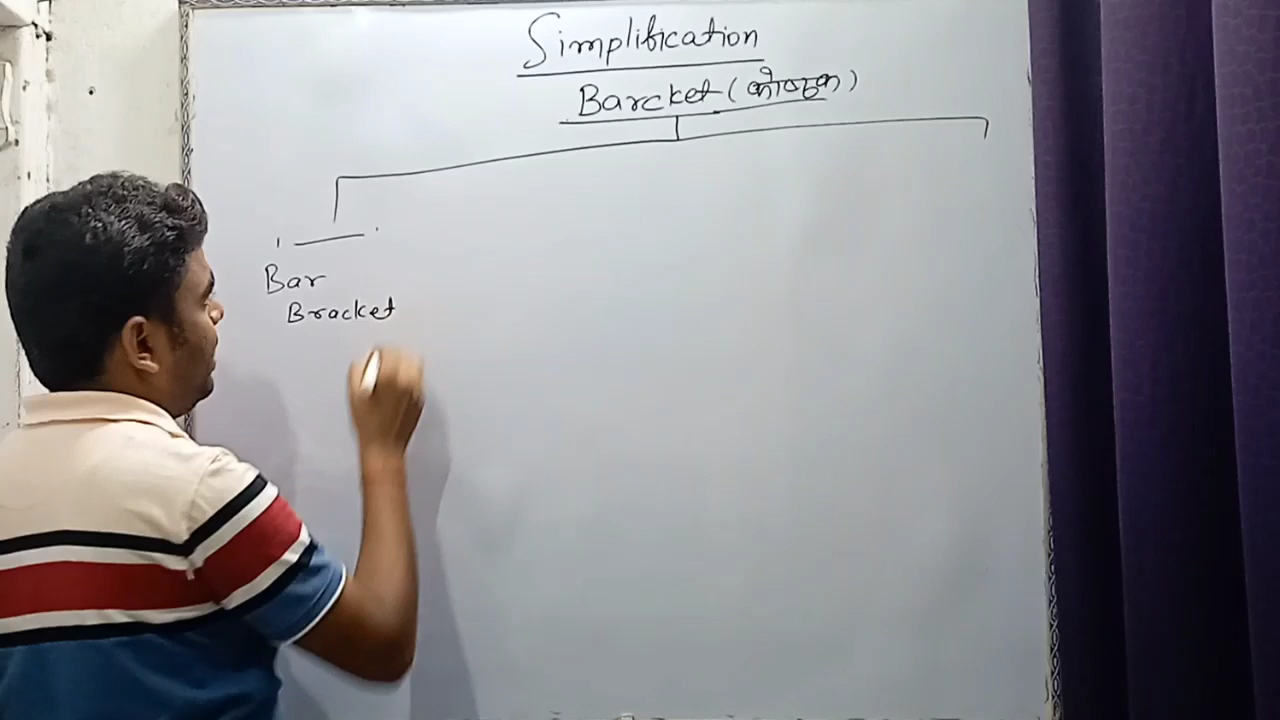 Simplification
Barcket (कोष्ठक)
Bar
Bracket